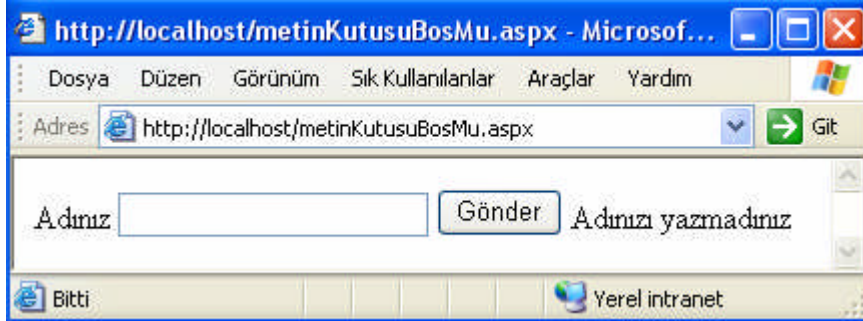 http://localhost/metinKutusuBosMu.aspx - Microsof...
Dosya Düzen Görünüm Sık Kullanılanlar Araçlar Yardım
Adres http://localhost/metinKutusuBosMu.aspx Git
Adınız Gönder Adınızı yazmadınız
Bitti Yerel intranet